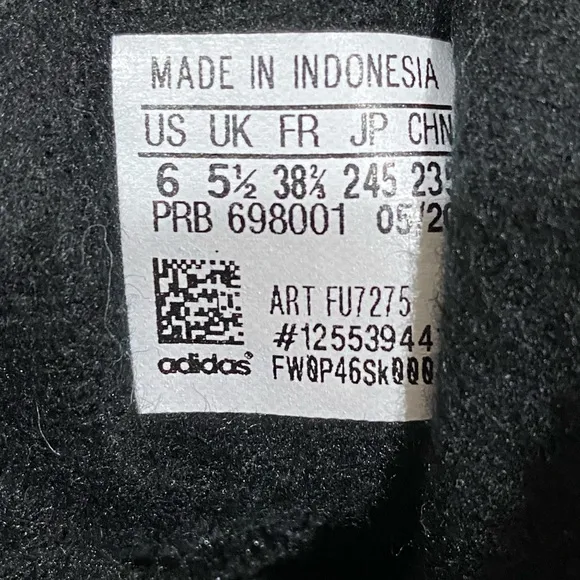 MADE IN INDONESIA
US UK FR JP CHN
6 5½ 38⅔ 245 235
PRB 698001 05/20
ART FU7275
#125539444
adidas FW0P46Sk000